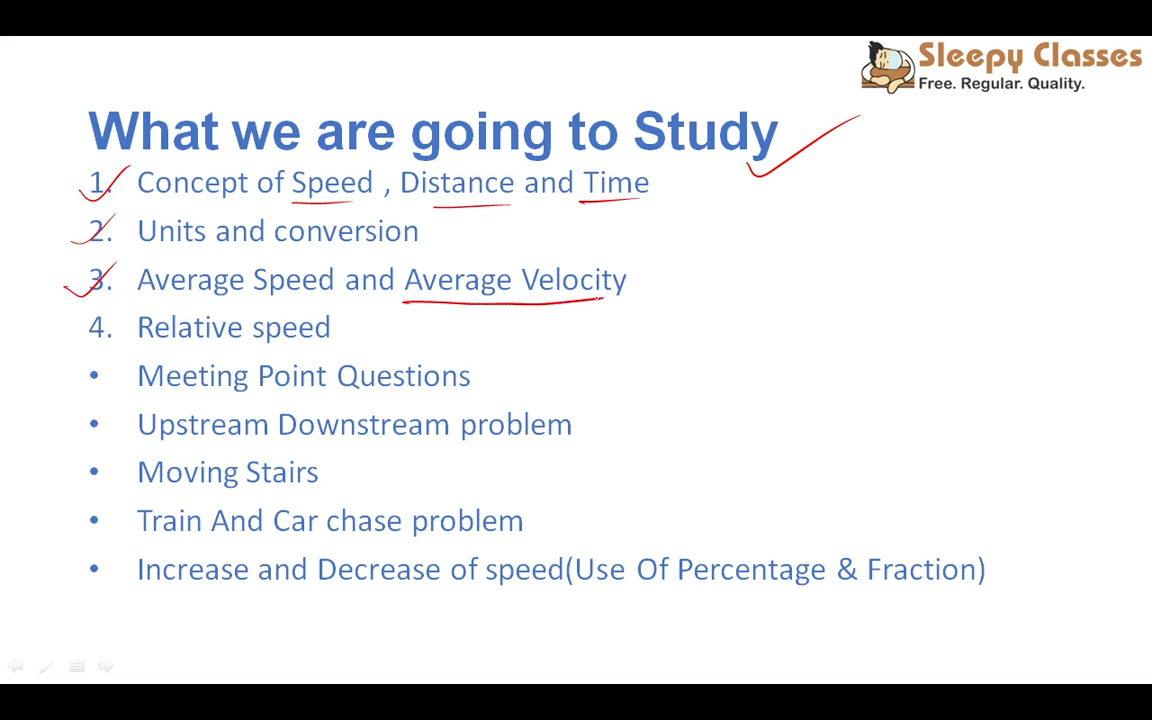 Sleepy Classes
Free. Regular. Quality.
What we are going to Study
1. Concept of Speed , Distance and Time
2. Units and conversion
3. Average Speed and Average Velocity
4. Relative speed
• Meeting Point Questions
• Upstream Downstream problem
• Moving Stairs
• Train And Car chase problem
• Increase and Decrease of speed(Use Of Percentage & Fraction)